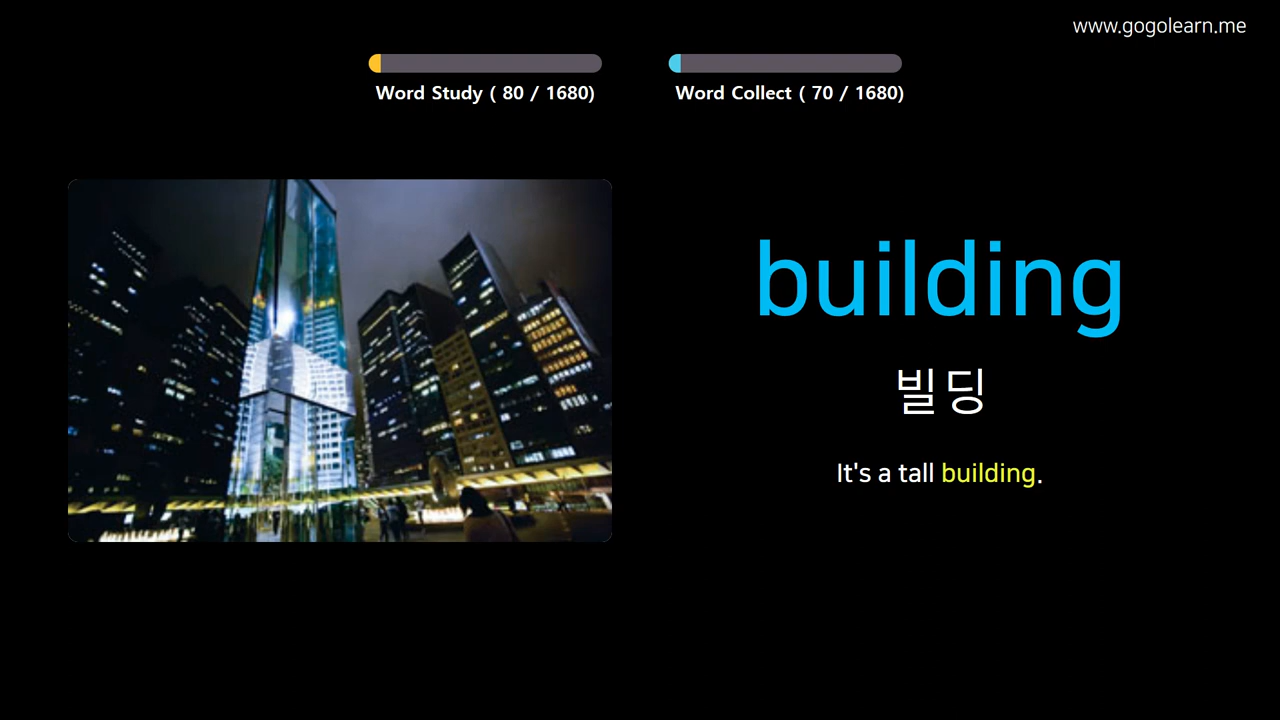 www.gogolearn.me
Word Study ( 80 / 1680)
Word Collect ( 70 / 1680)
building
빌딩
It's a tall building.